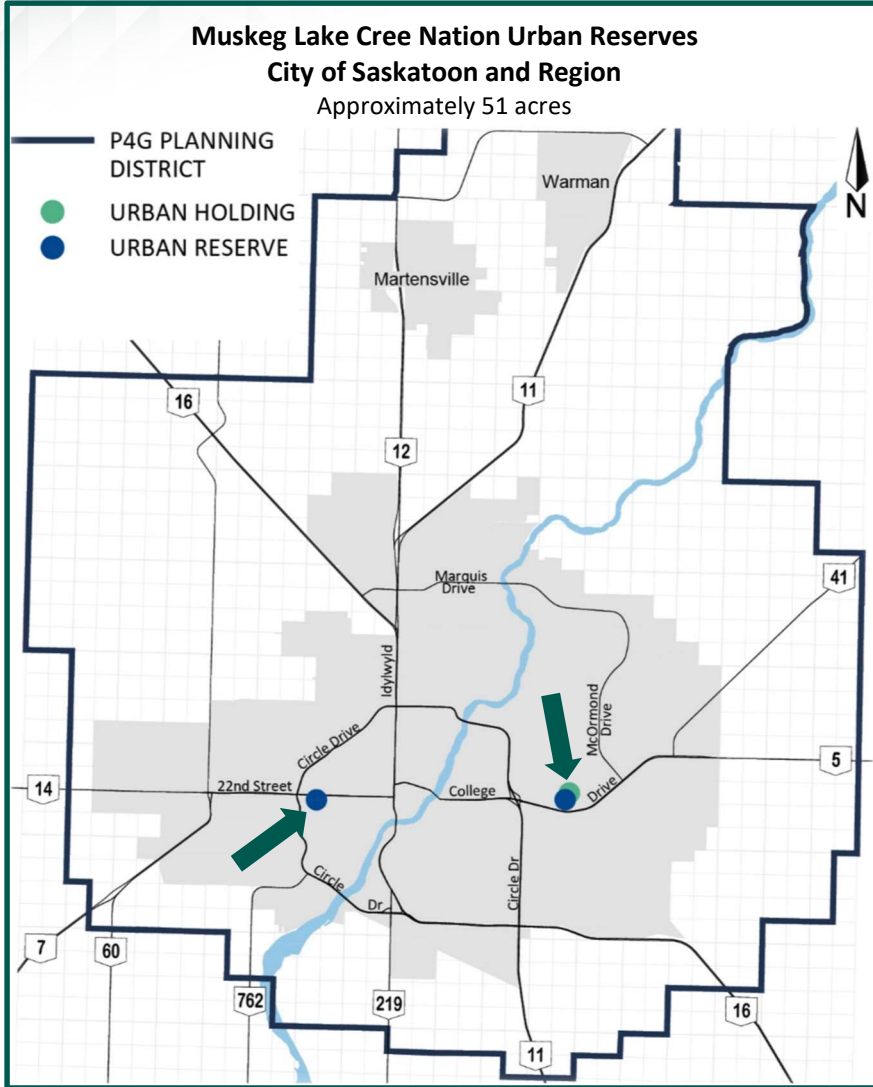 Muskeg Lake Cree Nation Urban Reserves
City of Saskatoon and Region
Approximately 51 acres
P4G PLANNING
DISTRICT
URBAN HOLDING
URBAN RESERVE
N
Warman
Martensville
16
11
12
41
Marquis
Drive
Idylwyld
McOrmond
Drive
Circle Drive
5
14
22nd Street
College
Drive
Circle
Dr
Circle Dr
7
60
762
219
16
11